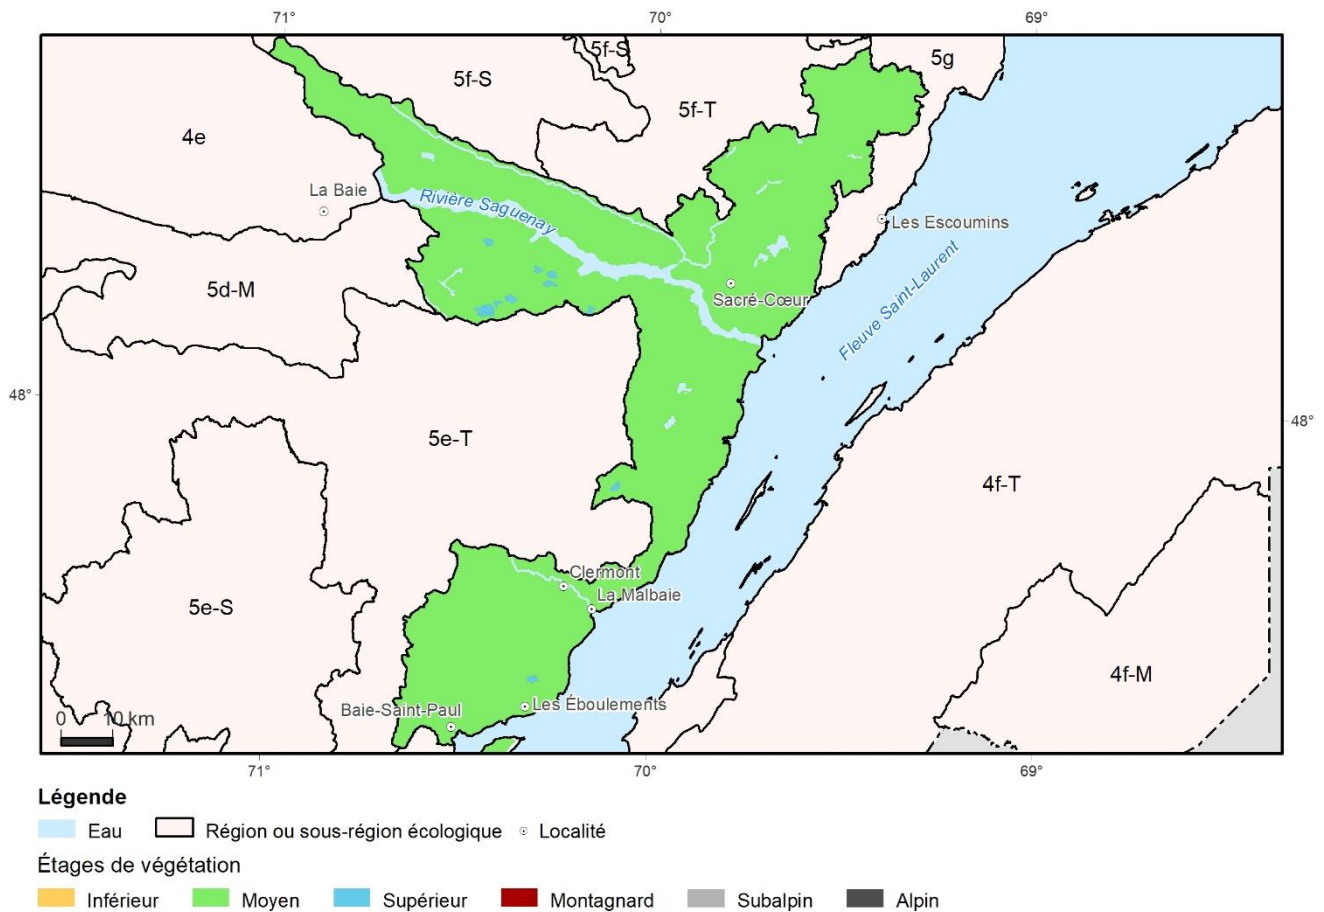 71° 70° 69°
5f-S
5g
5f-S
5f-T
4e
La Baie
Rivière Saguenay
Les Escoumins
5d-M
Sacré-Cœur
Fleuve Saint-Laurent
48°
48°
5e-T
4f-T
Clermont
La Malbaie
5e-S
4f-M
Baie-Saint-Paul
Les Éboulements
0 10 km
71° 70° 69°
Légende
Eau Région ou sous-région écologique Localité
Étages de végétation
Inférieur Moyen Supérieur Montagnard Subalpin Alpin